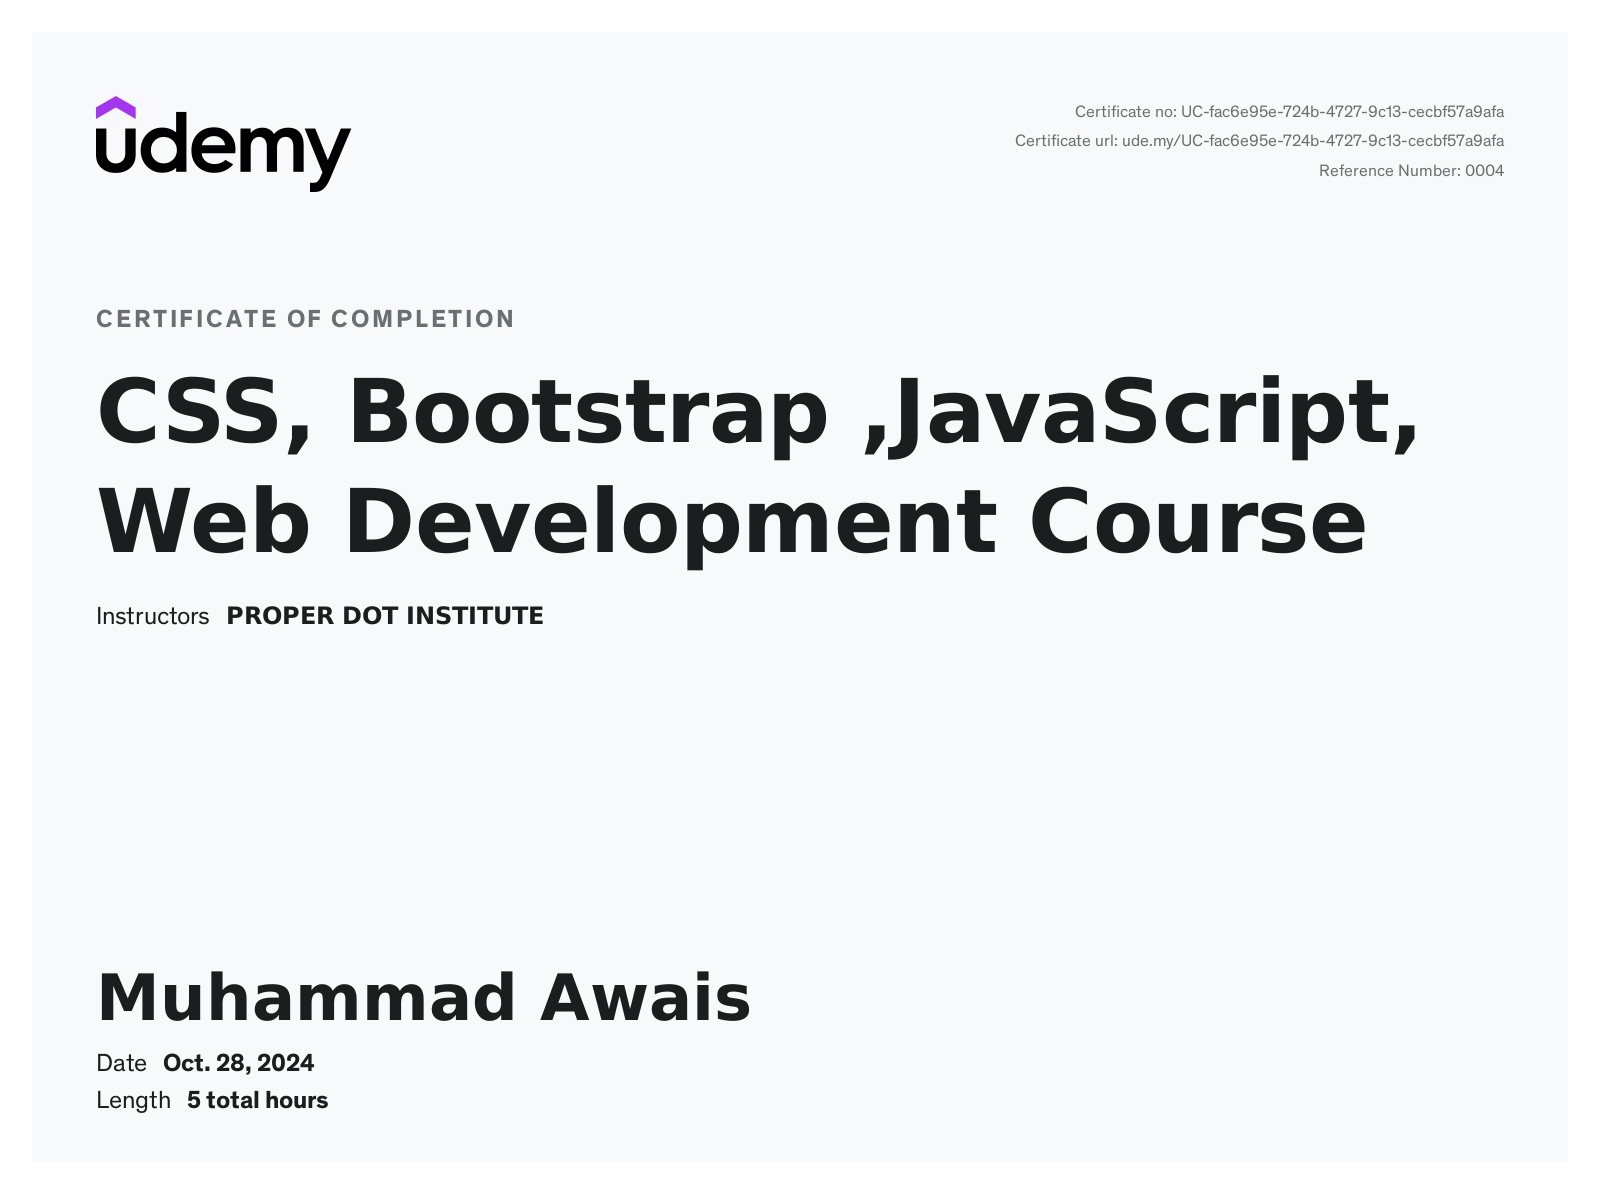 udemy
Certificate no: UC-fac6e95e-724b-4727-9c13-cecbf57a9afa
Certificate url: ude.my/UC-fac6e95e-724b-4727-9c13-cecbf57a9afa
Reference Number: 0004
CERTIFICATE OF COMPLETION
CSS, Bootstrap ,JavaScript,
Web Development Course
Instructors PROPER DOT INSTITUTE
Muhammad Awais
Date Oct. 28, 2024
Length 5 total hours